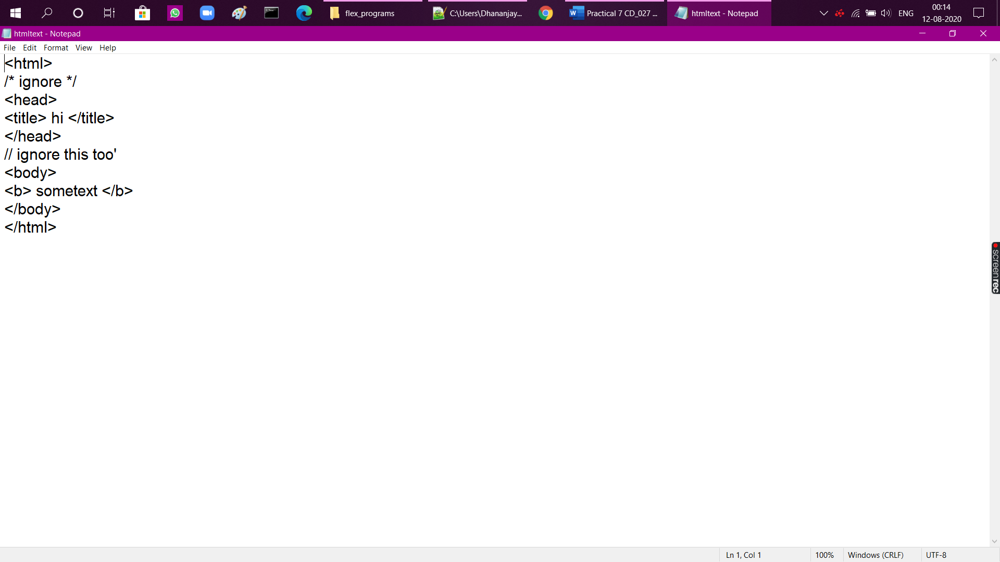 flex_programs
C:\Users\Dhananjay...
Practical 7 CD_027 ...
htmltext - Notepad
ENG
00:14
12-08-2020
htmltext - Notepad
File Edit Format View Help
<html>
/* ignore */
<head>
<title> hi </title>
</head>
// ignore this too'
<body>
<b> sometext </b>
</body>
</html>
screenrec
Ln 1, Col 1
100%
Windows (CRLF)
UTF-8